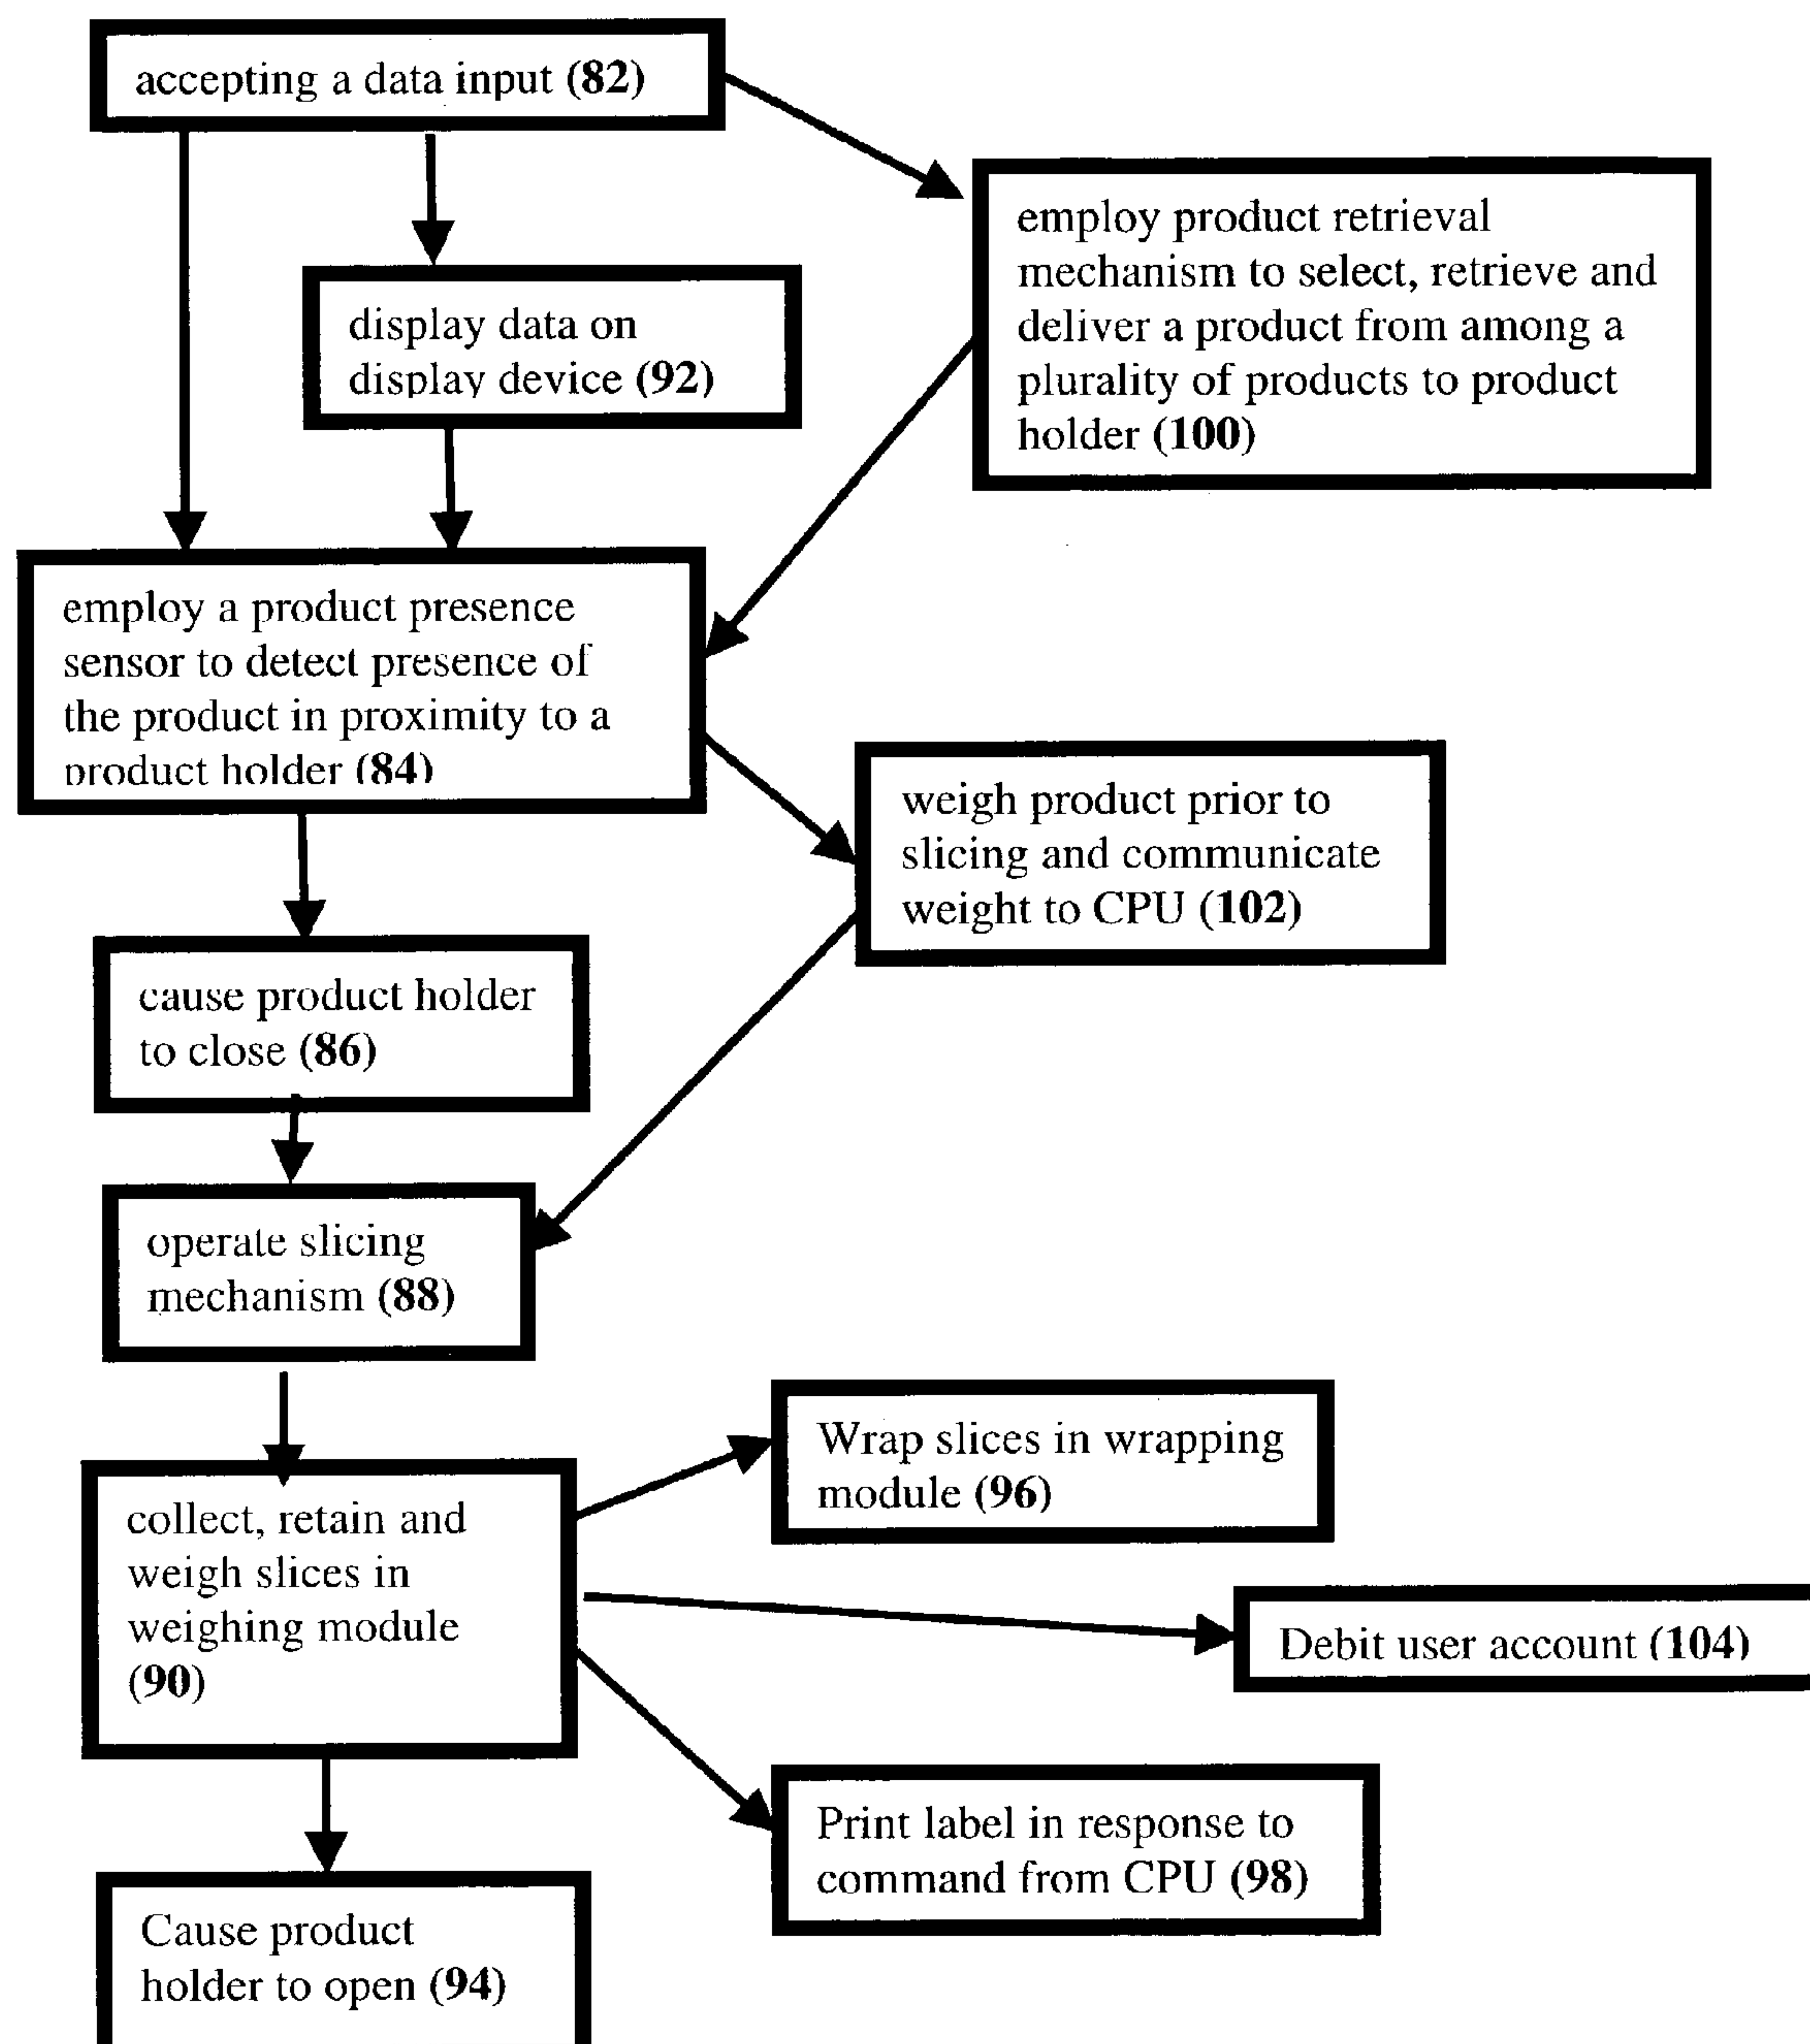 accepting a data input (82)
employ product retrieval
mechanism to select, retrieve and
deliver a product from among a
plurality of products to product
holder (100)
display data on
display device (92)
employ a product presence
sensor to detect presence of
the product in proximity to a
product holder (84)
weigh product prior to
slicing and communicate
weight to CPU (102)
cause product holder
to close (86)
operate slicing
mechanism (88)
Wrap slices in wrapping
module (96)
collect, retain and
weigh slices in
weighing module
(90)
Debit user account (104)
Print label in response to
command from CPU (98)
Cause product
holder to open (94)